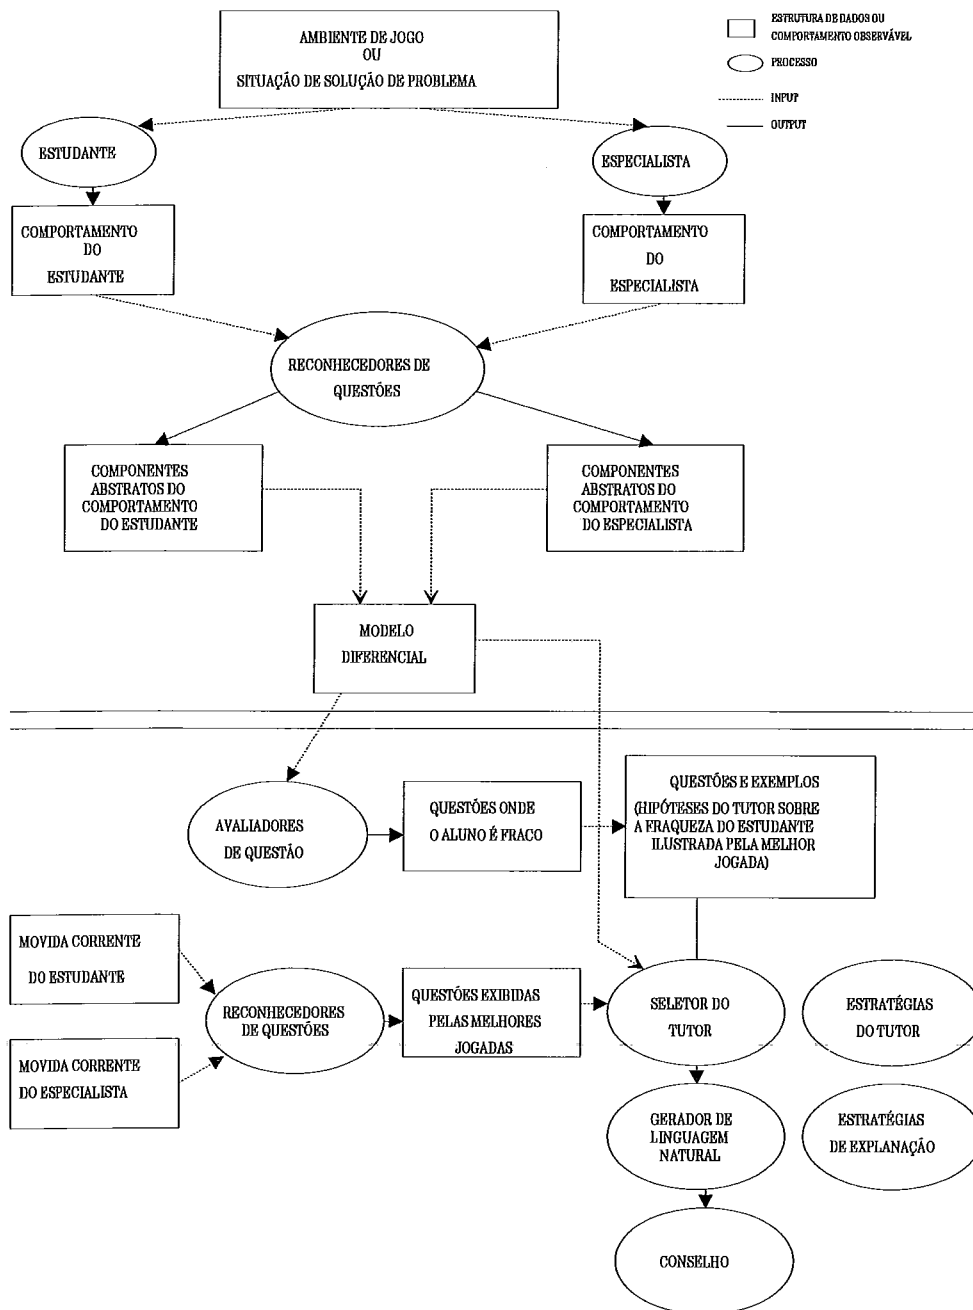 AMBIENTE DE JOGO
OU
SITUAÇÃO DE SOLUÇÃO DE PROBLEMA
ESTRUTURA DE DADOS OU
COMPORTAMENTO OBSERVÁVEL
PROCESSO
INPUT
OUTPUT
ESTUDANTE
ESPECIALISTA
COMPORTAMENTO
DO
ESTUDANTE
COMPORTAMENTO
DO
ESPECIALISTA
RECONHECEDORES DE
QUESTÕES
COMPONENTES
ABSTRATOS DO
COMPORTAMENTO
DO ESTUDANTE
COMPONENTES
ABSTRATOS DO
COMPORTAMENTO
DO ESPECIALISTA
MODELO
DIFERENCIAL
AVALIADORES
DE QUESTÃO
QUESTÕES ONDE
O ALUNO É FRACO
QUESTÕES E EXEMPLOS
(HIPÓTESES DO TUTOR SOBRE
A FRAQUEZA DO ESTUDANTE
ILUSTRADA PELA MELHOR
JOGADA)
MOVIDA CORRENTE
DO ESTUDANTE
MOVIDA CORRENTE
DO ESPECIALISTA
RECONHECEDORES
DE QUESTÕES
QUESTÕES EXIBIDAS
PELAS MELHORES
JOGADAS
SELETOR DO
TUTOR
ESTRATÉGIAS
DO TUTOR
GERADOR DE
LINGUAGEM
NATURAL
ESTRATÉGIAS
DE EXPLANAÇÃO
CONSELHO